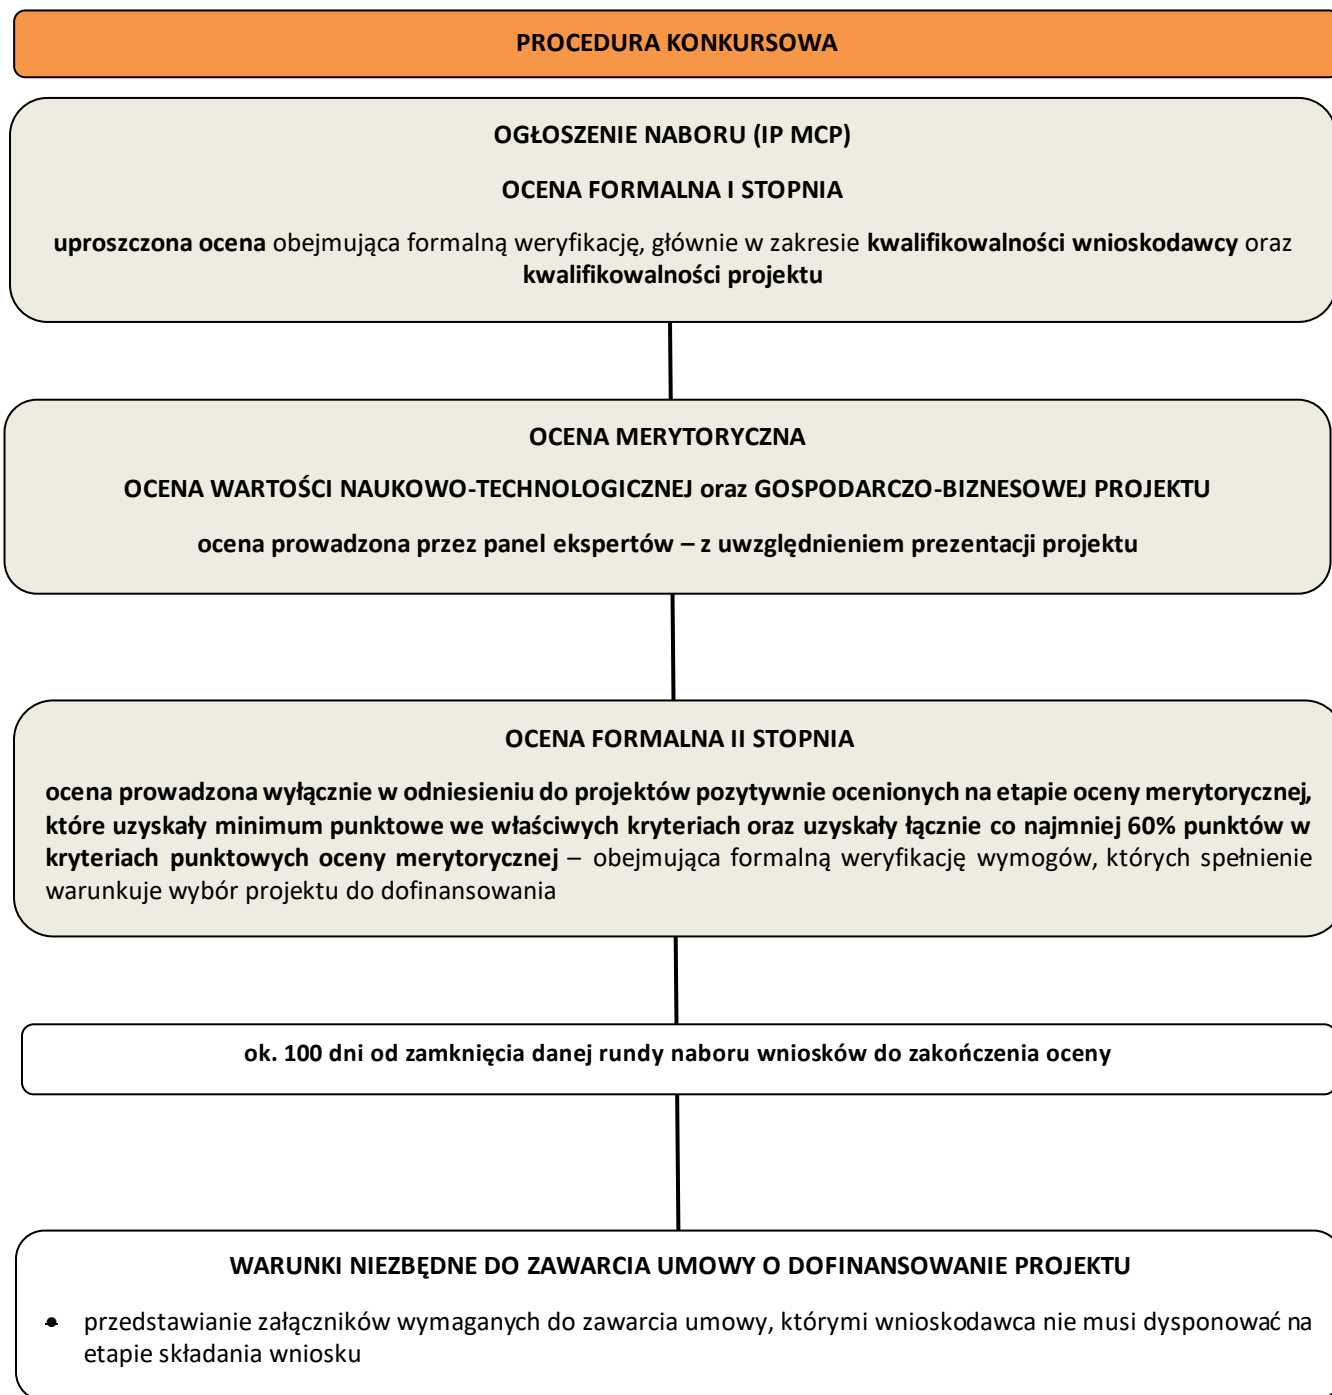 PROCEDURA KONKURSOWA
OGŁOSZENIE NABORU (IP MCP)
OCENA FORMALNA I STOPNIA
uproszczona ocena obejmująca formalną weryfikację, głównie w zakresie kwalifikowalności wnioskodawcy oraz
kwalifikowalności projektu
OCENA MERYTORYCZNA
OCENA WARTOŚCI NAUKOWO-TECHNOLOGICZNEJ oraz GOSPODARCZO-BIZNESOWEJ PROJEKTU
ocena prowadzona przez panel ekspertów – z uwzględnieniem prezentacji projektu
OCENA FORMALNA II STOPNIA
ocena prowadzona wyłącznie w odniesieniu do projektów pozytywnie ocenionych na etapie oceny merytorycznej,
które uzyskały minimum punktowe we właściwych kryteriach oraz uzyskały łącznie co najmniej 60% punktów w
kryteriach punktowych oceny merytorycznej – obejmująca formalną weryfikację wymogów, których spełnienie
warunkuje wybór projektu do dofinansowania
ok. 100 dni od zamknięcia danej rundy naboru wniosków do zakończenia oceny
WARUNKI NIEZBĘDNE DO ZAWARCIA UMOWY O DOFINANSOWANIE PROJEKTU
• przedstawianie załączników wymaganych do zawarcia umowy, którymi wnioskodawca nie musi dysponować na
etapie składania wniosku